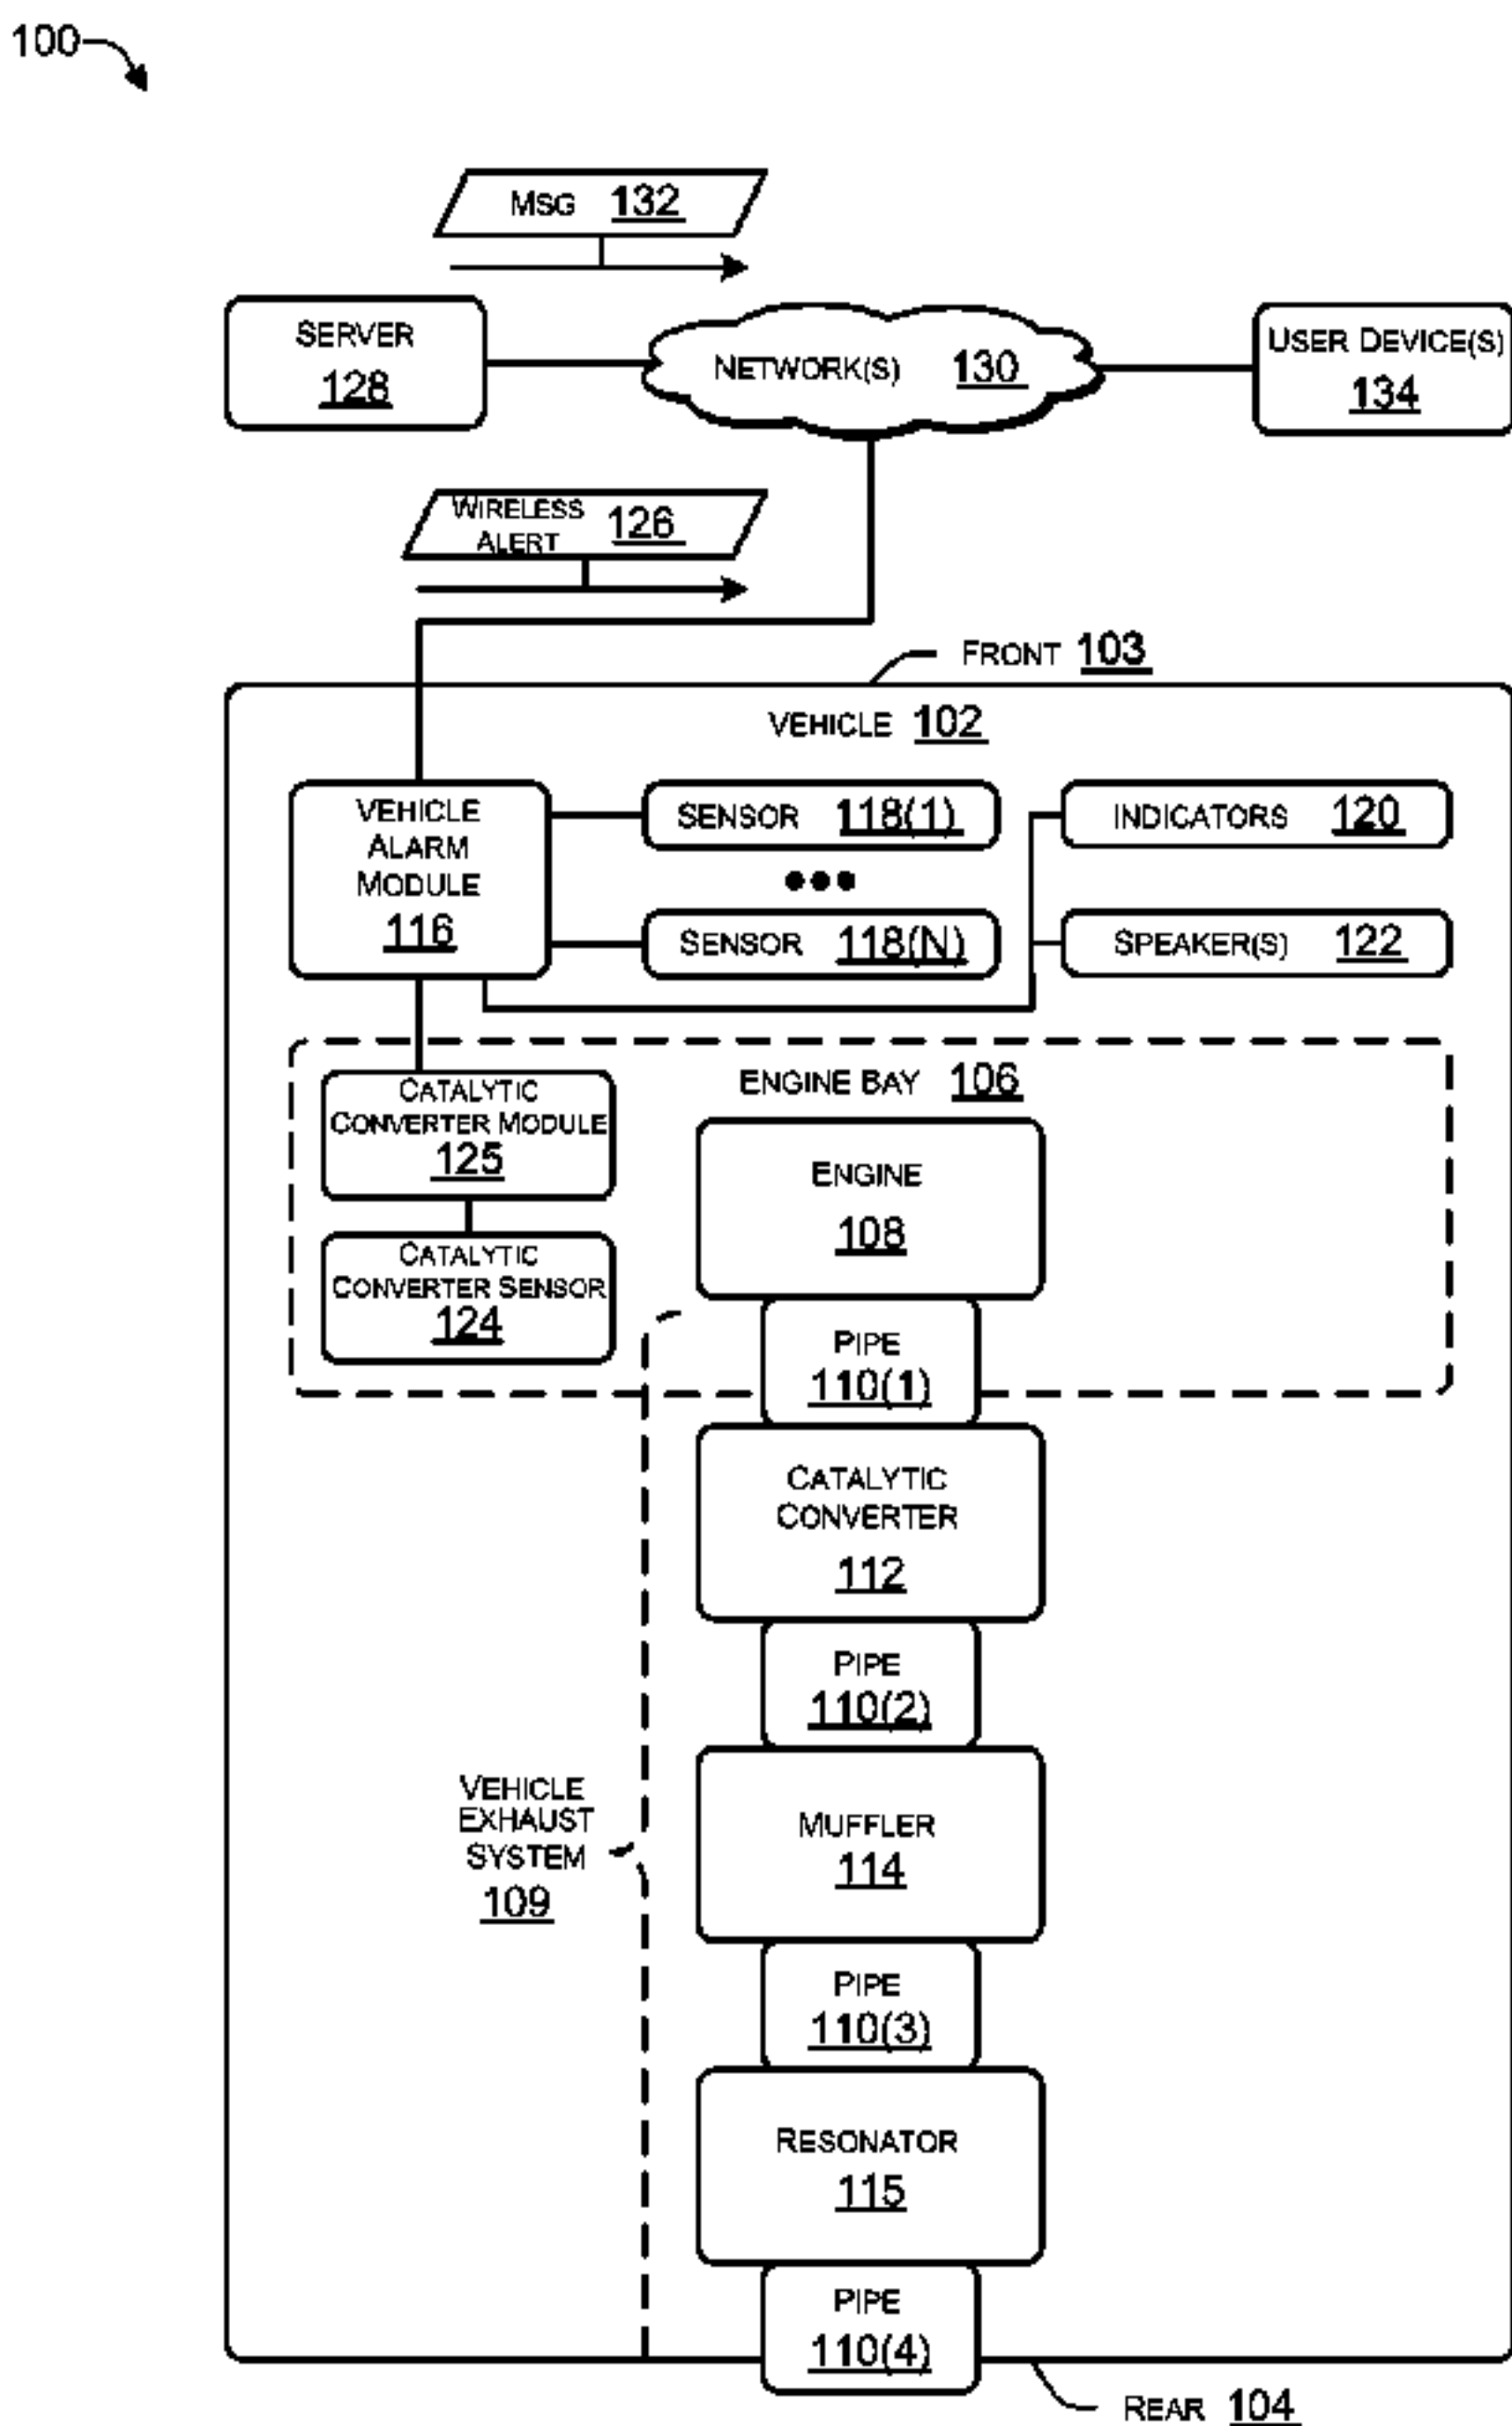 100
MSG 132
SERVER
128
NETWORK(S) 130
USER DEVICE(S)
134
WIRELESS
ALERT 126
FRONT 103
VEHICLE 102
VEHICLE
ALARM
MODULE
116
SENSOR 118(1)
SENSOR 118(N)
INDICATORS 120
SPEAKER(S) 122
ENGINE BAY 106
CATALYTIC
CONVERTER MODULE
125
CATALYTIC
CONVERTER SENSOR
124
ENGINE
108
PIPE
110(1)
CATALYTIC
CONVERTER
112
PIPE
110(2)
VEHICLE
EXHAUST
SYSTEM
109
MUFFLER
114
PIPE
110(3)
RESONATOR
115
PIPE
110(4)
REAR 104